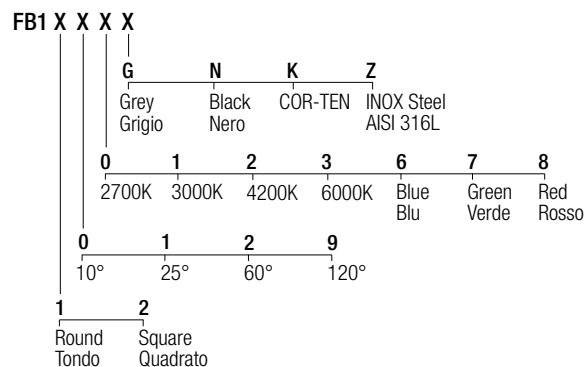 FB1 X X X X
G N K Z
Grey Black COR-TEN INOX Steel
Grigio Nero AISI 316L
0 1 2 3 6 7 8
2700K 3000K 4200K 6000K Blue Green Red
Blu Verde Rosso
0 1 2 9
10° 25° 60° 120°
1 2
Round Square
Tondo Quadrato